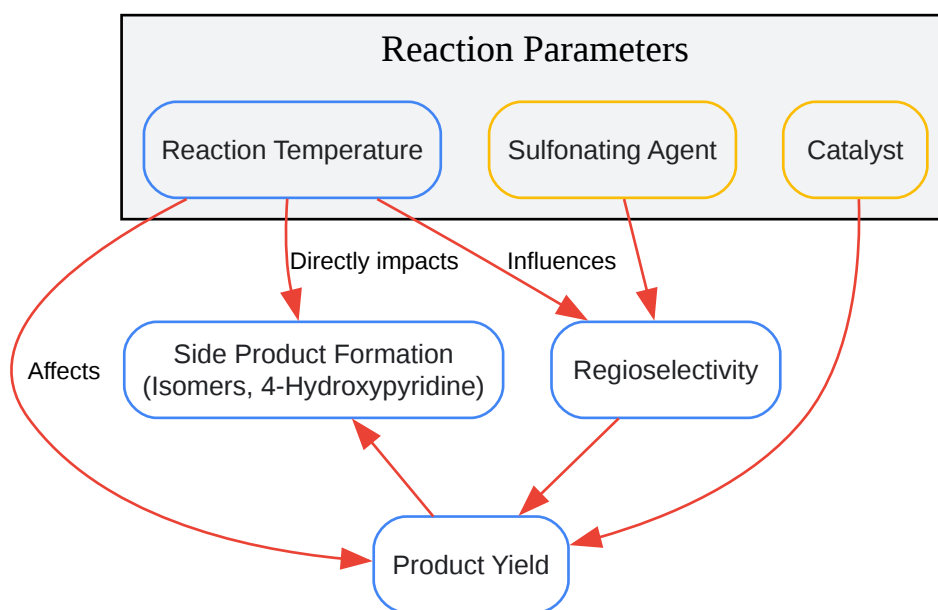 Reaction Parameters
Reaction Temperature
Sulfonating Agent
Catalyst
Directly impacts
Influences
Affects
Side Product Formation
(Isomers, 4-Hydroxypyridine)
Regioselectivity
Product Yield